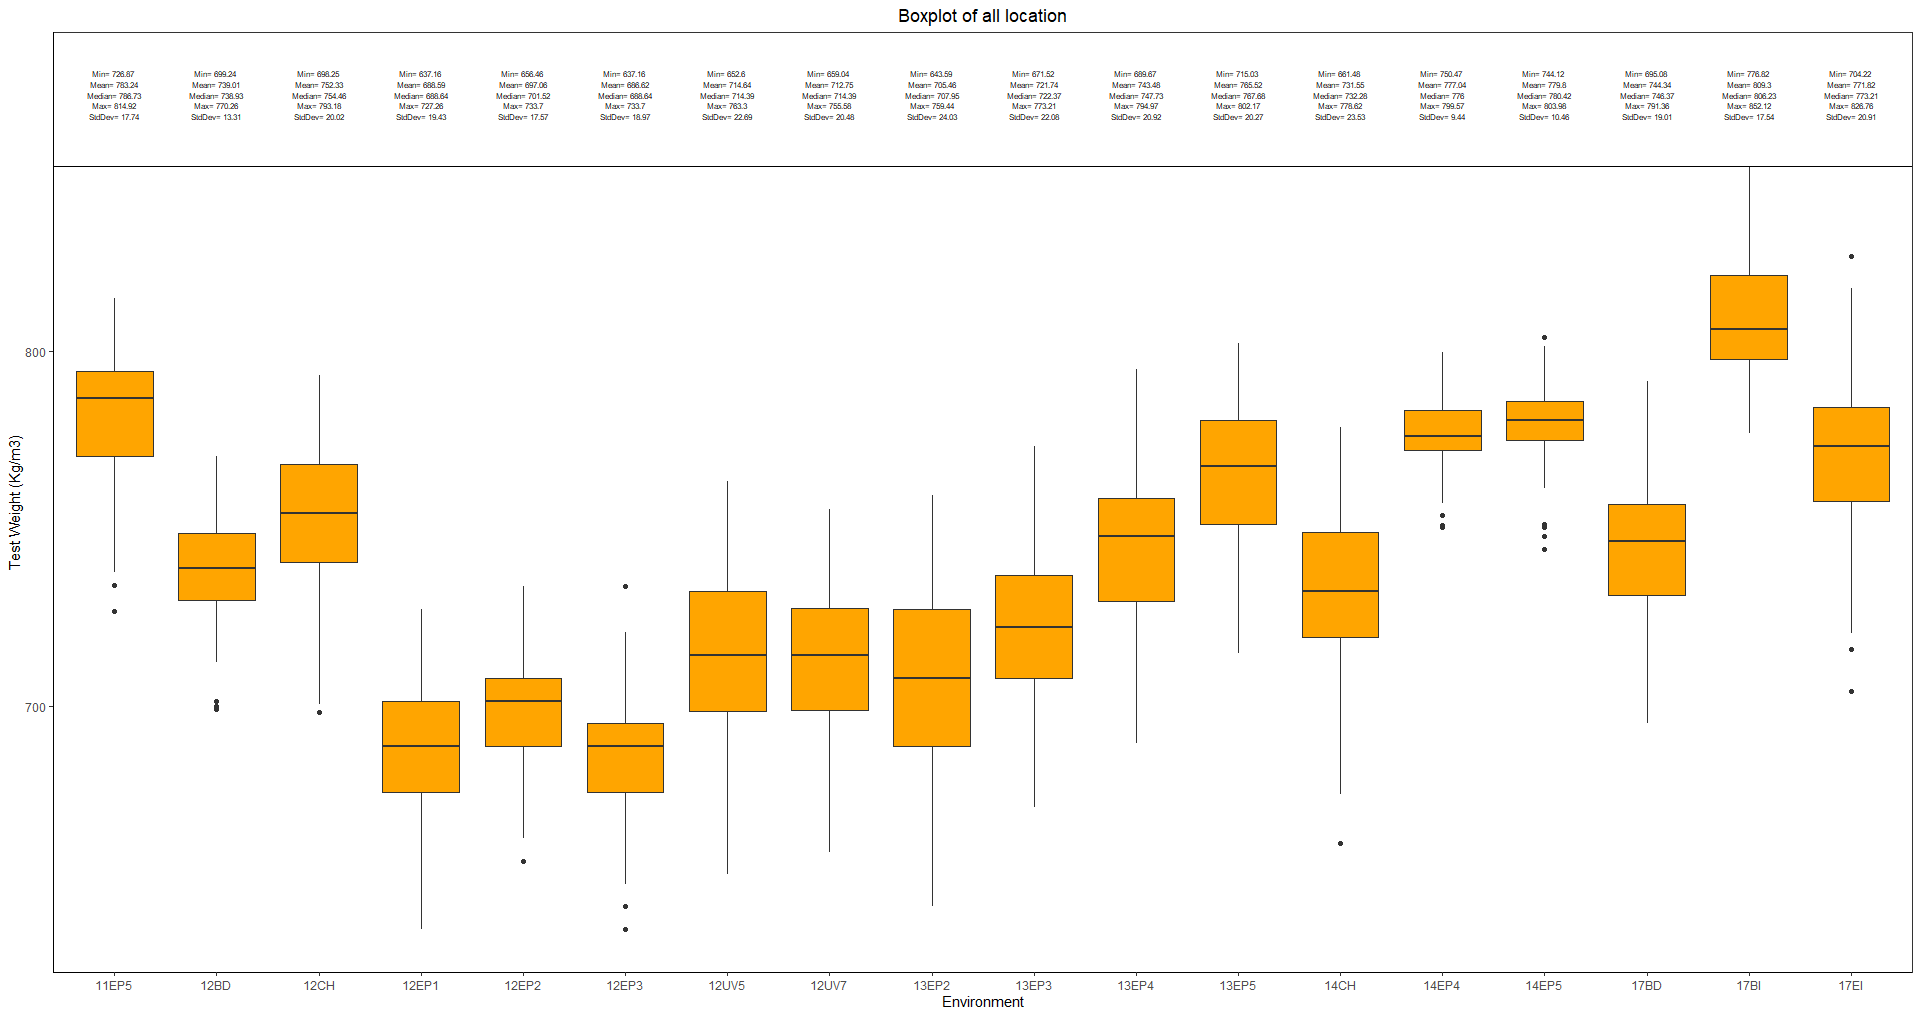 Boxplot of all location
Min= 726.87
Mean= 783.24
Median= 786.73
Max= 814.92
StdDev= 17.74
Min= 699.24
Mean= 739.01
Median= 738.93
Max= 770.26
StdDev= 13.31
Min= 698.25
Mean= 752.33
Median= 754.46
Max= 793.18
StdDev= 20.02
Min= 637.16
Mean= 688.59
Median= 688.64
Max= 727.26
StdDev= 19.43
Min= 656.46
Mean= 697.06
Median= 701.52
Max= 733.7
StdDev= 17.57
Min= 637.16
Mean= 686.62
Median= 688.64
Max= 733.7
StdDev= 18.97
Min= 652.6
Mean= 714.64
Median= 714.39
Max= 763.3
StdDev= 22.69
Min= 659.04
Mean= 712.75
Median= 714.39
Max= 755.58
StdDev= 20.48
Min= 643.59
Mean= 705.46
Median= 707.95
Max= 759.44
StdDev= 24.03
Min= 671.52
Mean= 721.74
Median= 722.37
Max= 773.21
StdDev= 22.08
Min= 689.67
Mean= 743.48
Median= 747.73
Max= 794.97
StdDev= 20.92
Min= 715.03
Mean= 765.52
Median= 767.68
Max= 802.17
StdDev= 20.27
Min= 661.48
Mean= 731.55
Median= 732.28
Max= 778.62
StdDev= 23.53
Min= 750.47
Mean= 777.04
Median= 776
Max= 799.57
StdDev= 9.44
Min= 744.12
Mean= 779.8
Median= 780.42
Max= 803.98
StdDev= 10.46
Min= 695.08
Mean= 744.34
Median= 746.37
Max= 791.36
StdDev= 19.01
Min= 776.82
Mean= 809.3
Median= 806.23
Max= 852.12
StdDev= 17.54
Min= 704.22
Mean= 771.82
Median= 773.21
Max= 826.76
StdDev= 20.91
Test Weight (Kg/m3)
800
700
11EP5 12BD 12CH 12EP1 12EP2 12EP3 12UV5 12UV7 13EP2 13EP3 13EP4 13EP5 14CH 14EP4 14EP5 17BD 17BI 17EI
Environment